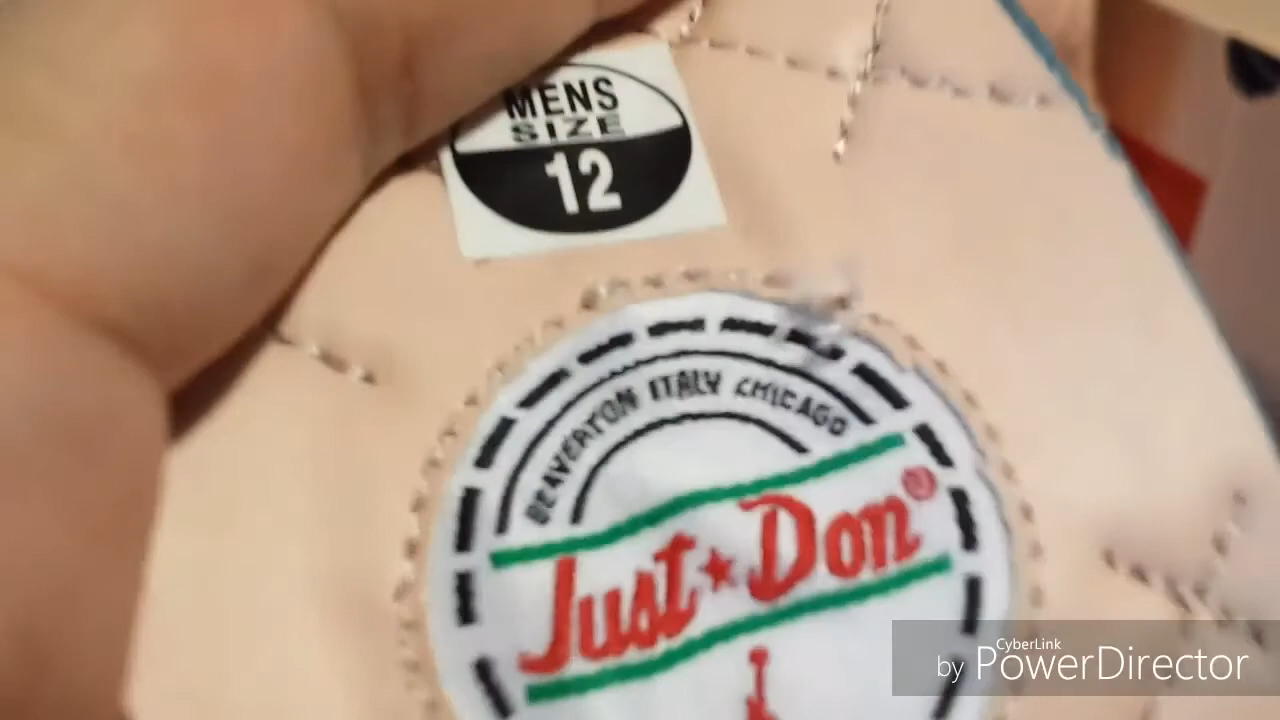 MENS
SIZE
12
BEAVERTON ITALY CHICAGO
Just★Don®
CyberLink
by PowerDirector